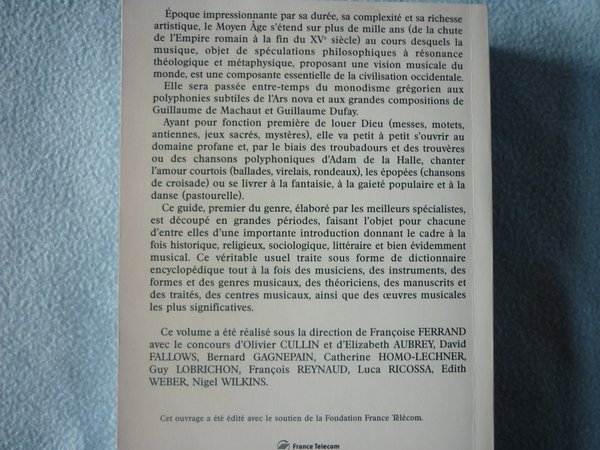 Époque impressionnante par sa durée, sa complexité et sa richesse
artistique, le Moyen Âge s'étend sur plus de mille ans (de la chute
de l'Empire romain à la fin du XVe siècle) au cours desquels la
musique, objet de spéculations philosophiques à résonance
théologique et métaphysique, proposant une vision musicale du
monde, est une composante essentielle de la civilisation occidentale.
Elle sera passée entre-temps du monodisme grégorien aux
polyphonies subtiles de l'Ars nova et aux grandes compositions de
Guillaume de Machaut et Guillaume Dufay.
Ayant pour fonction première de louer Dieu (messes, motets,
antiennes, jeux sacrés, mystères), elle va petit à petit s'ouvrir au
domaine profane et, par le biais des troubadours et des trouvères
ou des chansons polyphoniques d'Adam de la Halle, chanter
l'amour courtois (ballades, virelais, rondeaux), les épopées (chansons
de croisade) ou se livrer à la fantaisie, à la gaieté populaire et à la
danse (pastourelle).
Ce guide, premier du genre, élaboré par les meilleurs spécialistes,
est découpé en grandes périodes, faisant l'objet pour chacune
d'entre elles d'une importante introduction donnant le cadre à la
fois historique, religieux, sociologique, littéraire et bien évidemment
musical. Ce véritable usuel traite sous forme de dictionnaire
encyclopédique tout à la fois des musiciens, des instruments, des
formes et des genres musicaux, des théoriciens, des manuscrits et
des traités, des centres musicaux, ainsi que des œuvres musicales
les plus significatives.
Ce volume a été réalisé sous la direction de Françoise FERRAND
avec le concours d'Olivier CULLIN et d'Elizabeth AUBREY, David
FALLOWS, Bernard GAGNEPAIN, Catherine HOMO-LECHNER,
Guy LOBRICHON, François REYNAUD, Luca RICOSSA, Edith
WEBER, Nigel WILKINS.
Cet ouvrage a été édité avec le soutien de la Fondation France Télécom.
France Telecom